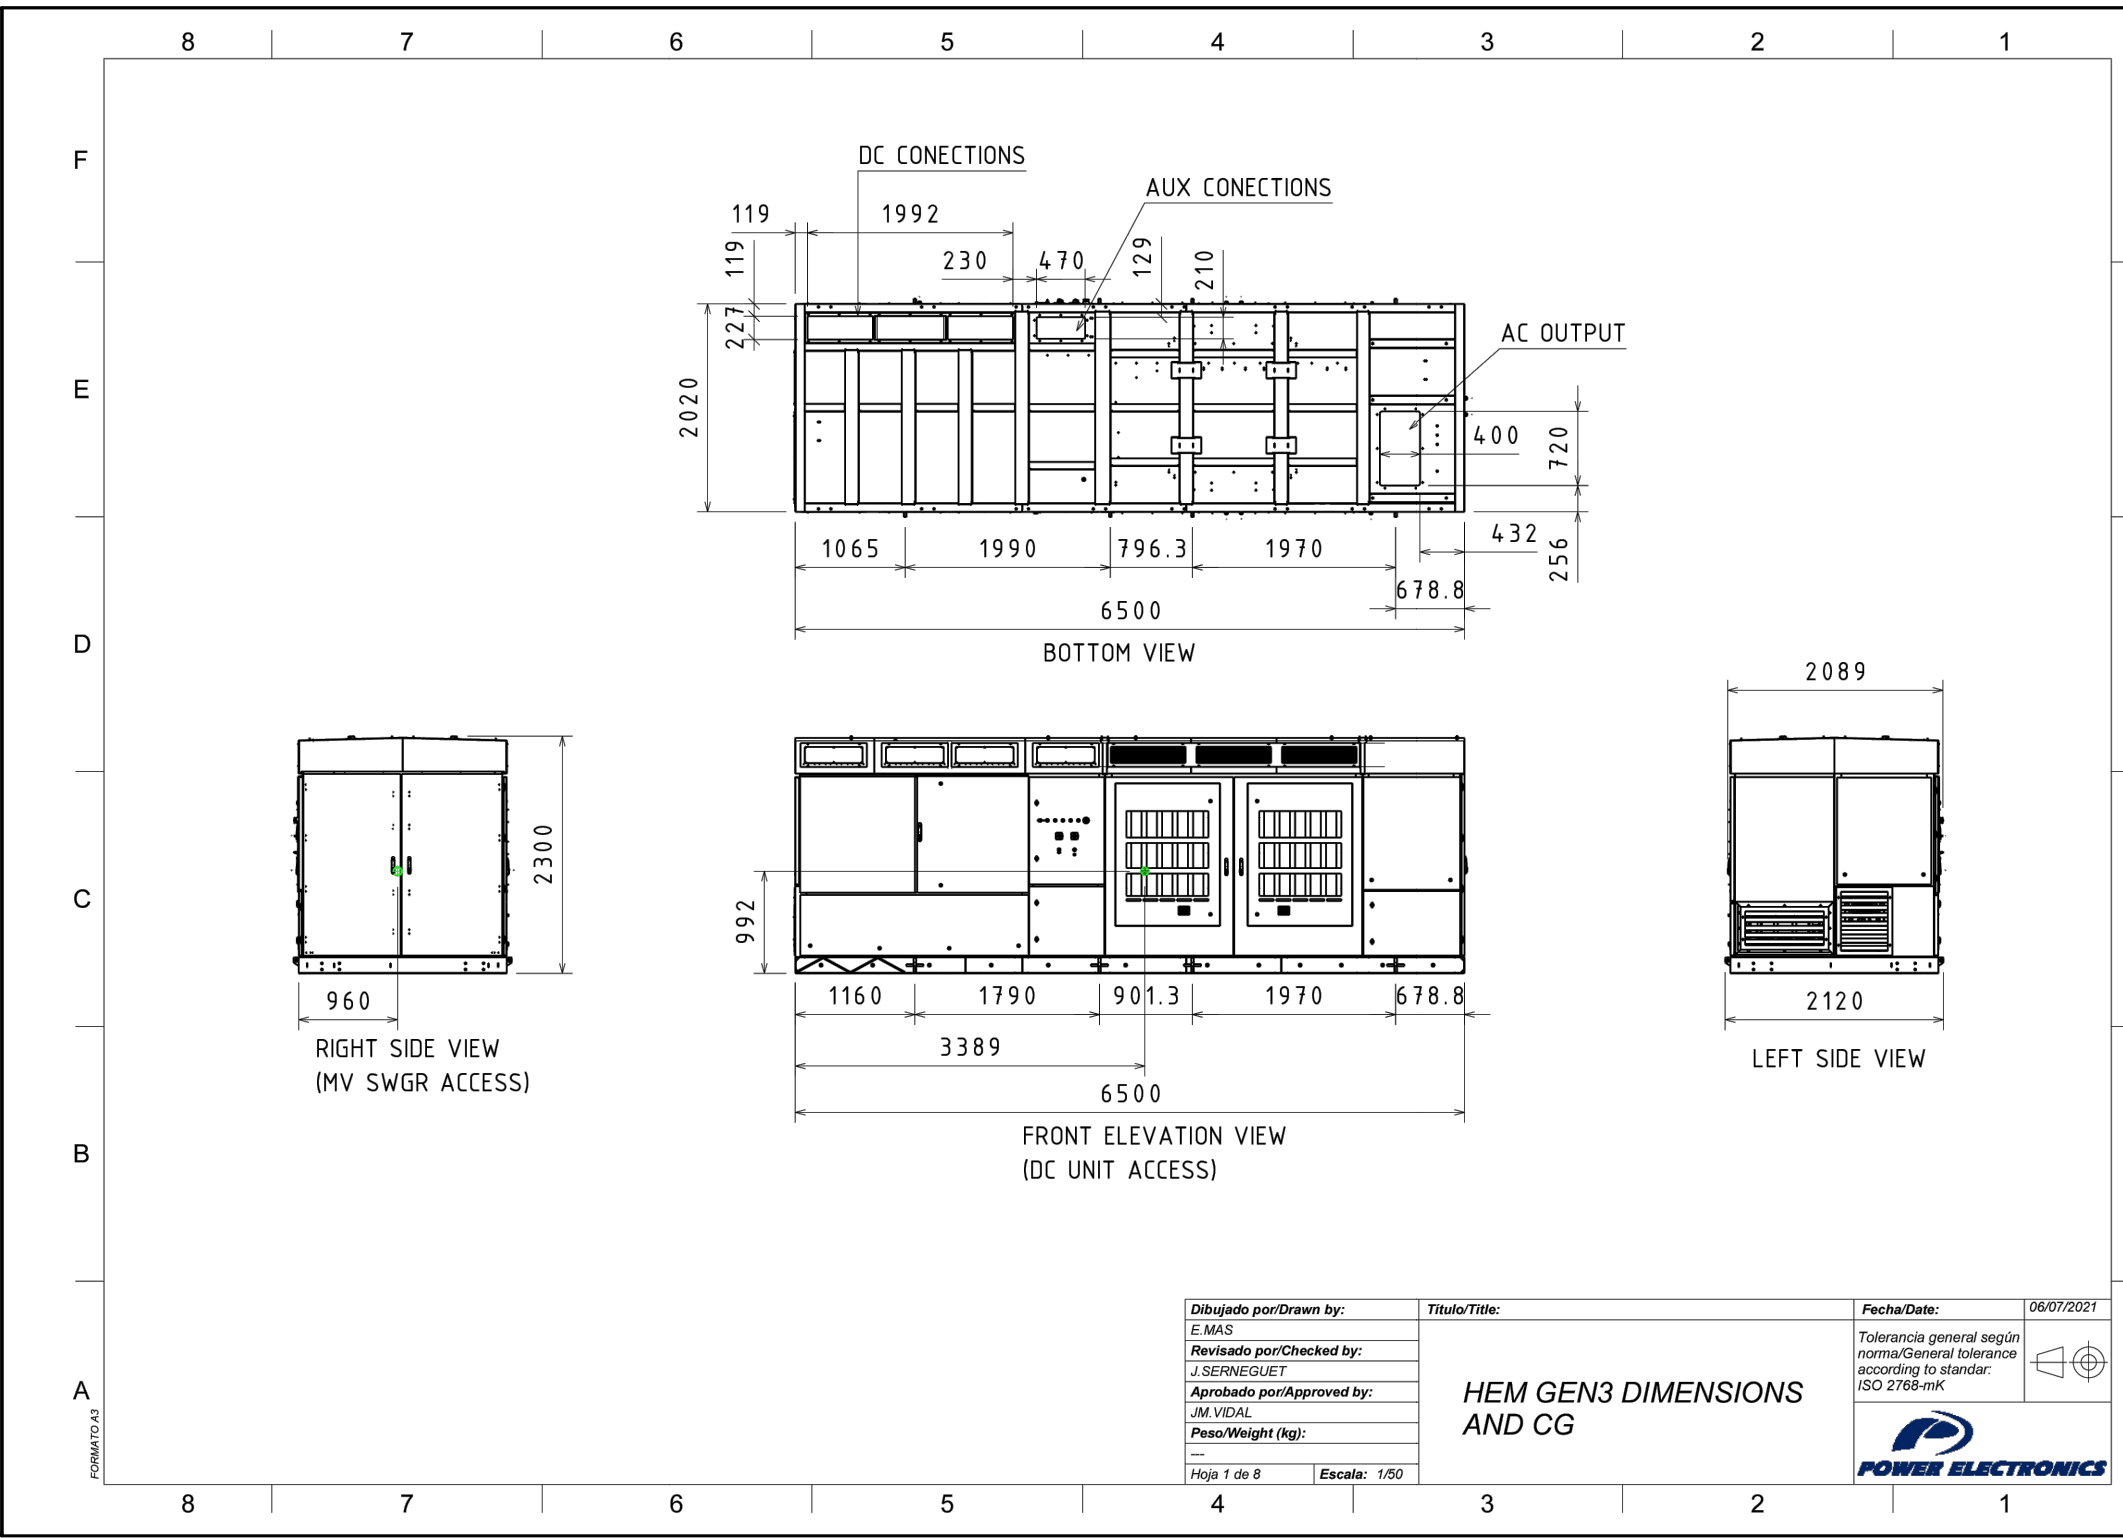 8 7 6 5 4 3 2 1
F
E
D
C
B
A
FORMATO A3
DC CONECTIONS
AUX CONECTIONS
119
1992
119
230
470
129
210
227
AC OUTPUT
2020
400
720
432
256
1065
1990
796.3
1970
678.8
6500
BOTTOM VIEW
2300
960
RIGHT SIDE VIEW
(MV SWGR ACCESS)
992
1160
1790
901.3
1970
678.8
3389
6500
FRONT ELEVATION VIEW
(DC UNIT ACCESS)
2089
2120
LEFT SIDE VIEW
Dibujado por/Drawn by:
E.MAS
Revisado por/Checked by:
J.SERNEGUET
Aprobado por/Approved by:
JM.VIDAL
Peso/Weight (kg):
---
Hoja 1 de 8
Escala: 1/50
Título/Title:
HEM GEN3 DIMENSIONS
AND CG
Fecha/Date:
06/07/2021
Tolerancia general según
norma/General tolerance
according to standar:
ISO 2768-mK
POWER ELECTRONICS
8 7 6 5 4 3 2 1